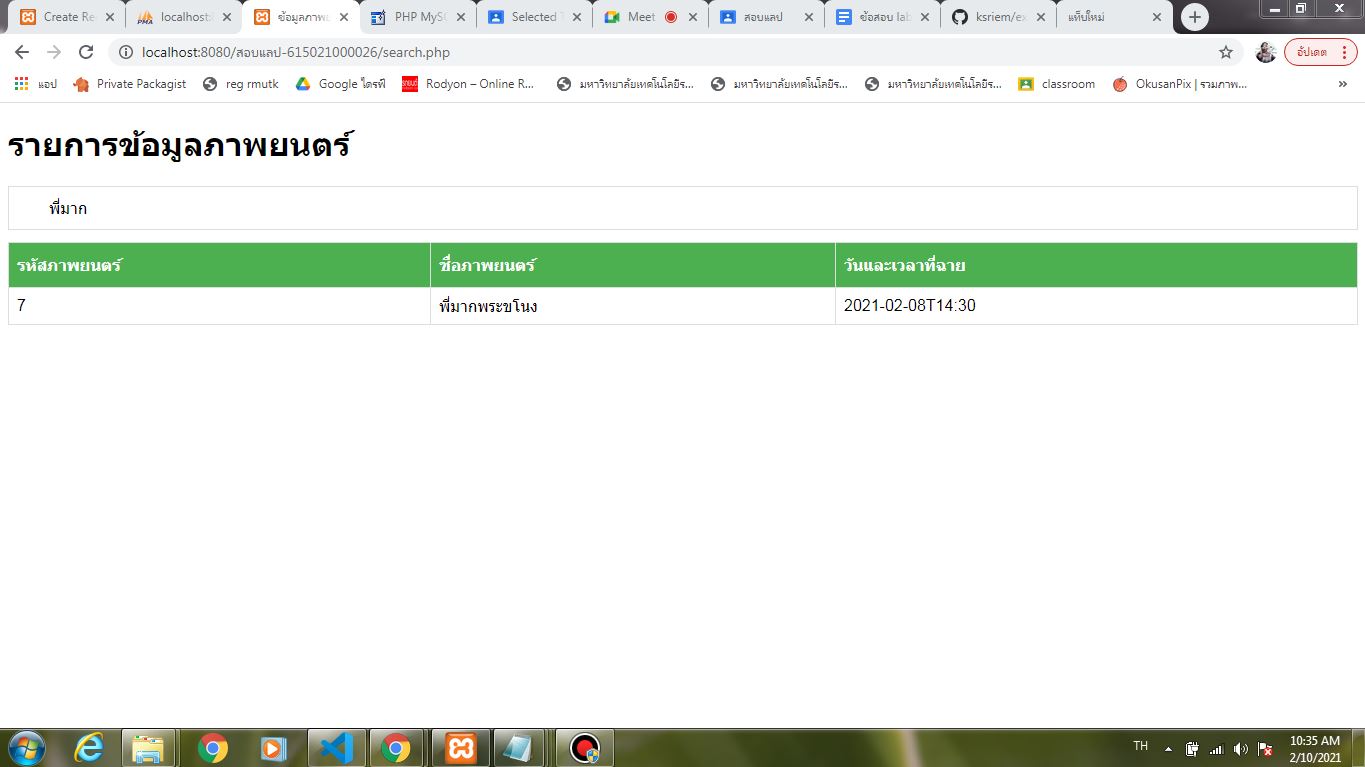 Create Re
localhost:
ข้อมูลภาพย
PHP MySQ
Selected T
Meet
สอบแลป
ข้อสอบ lab
ksriem/ex
แท็บใหม่
localhost:8080/สอบแลป-615021000026/search.php
อัปเดต
แอป
Private Packagist
reg rmutk
Google ไดรฟ์
Rodyon – Online R...
มหาวิทยาลัยเทคโนโลยีร...
มหาวิทยาลัยเทคโนโลยีร...
มหาวิทยาลัยเทคโนโลยีร...
classroom
OkusanPix | รวมภาพ...
»
รายการข้อมูลภาพยนตร์
พี่มาก
รหัสภาพยนตร์ ชื่อภาพยนตร์ วันและเวลาที่ฉาย
7 พี่มากพระขโนง 2021-02-08T14:30
TH
10:35 AM
2/10/2021